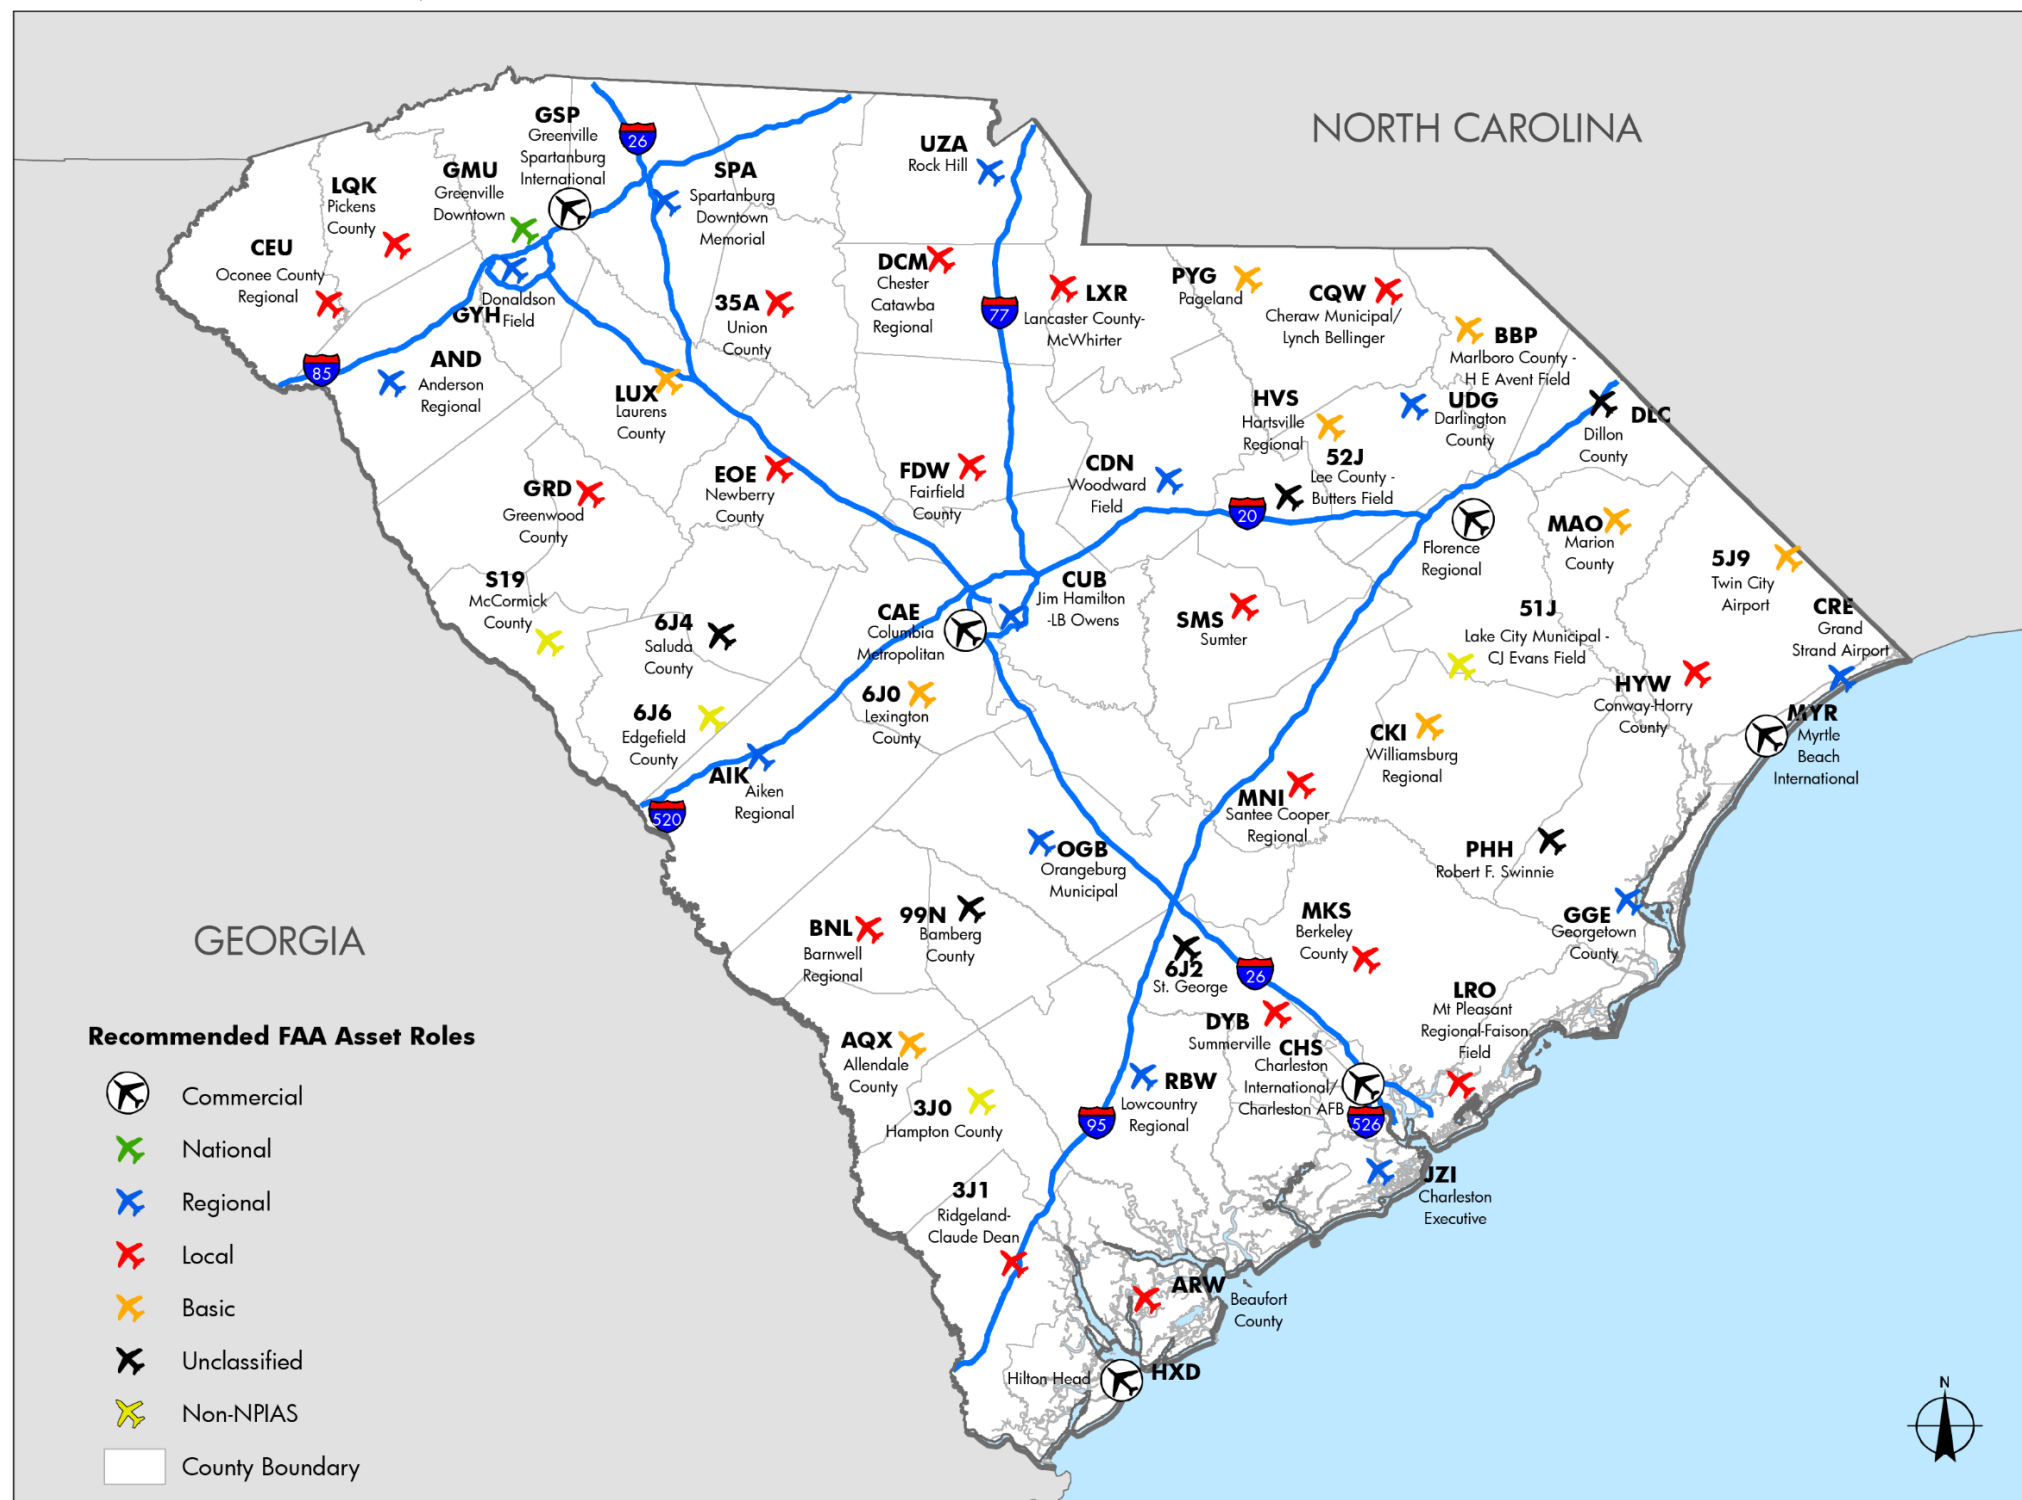 NORTH CAROLINA
GEORGIA
GSP
Greenville
Spartanburg
International
26
GMU
Greenville
Downtown
LQK
Pickens
County
CEU
Oconee County
Regional
SPA
Spartanburg
Downtown
Memorial
UZA
Rock Hill
Donaldson
GYH Field
85
AND
Anderson
Regional
35A
Union
County
DCM
Chester
Catawba
Regional
77
LXR
Lancaster County-
McWhirter
PYG
Pageland
CQW
Cheraw Municipal/
Lynch Bellinger
BBP
Marlboro County -
H E Avent Field
LUX
Laurens
County
HVS
Hartsville
Regional
UDG
Darlington
County
DLC
Dillon
County
GRD
Greenwood
County
EOE
Newberry
County
FDW
Fairfield
County
CDN
Woodward
Field
52J
Lee County -
Butters Field
20
Florence
Regional
MAO
Marion
County
5J9
Twin City
Airport
CRE
Grand
Strand Airport
S19
McCormick
County
6J4
Saluda
County
CAE
Columbia
Metropolitan
CUB
Jim Hamilton
-LB Owens
SMS
Sumter
51J
Lake City Municipal -
CJ Evans Field
HYW
Conway-Horry
County
MYR
Myrtle
Beach
International
6J6
Edgefield
County
6J0
Lexington
County
CKI
Williamsburg
Regional
AIK
Aiken
Regional
520
MNI
Santee Cooper
Regional
OGB
Orangeburg
Municipal
PHH
Robert F. Swinnie
GGE
Georgetown
County
BNL
Barnwell
Regional
99N
Bamberg
County
6J2
St. George
26
MKS
Berkeley
County
LRO
Mt Pleasant
Regional-Faison
Field
DYB
Summerville
CHS
Charleston
International/
Charleston AFB
526
AQX
Allendale
County
3J0
Hampton County
95
RBW
Lowcountry
Regional
JZI
Charleston
Executive
3J1
Ridgeland-
Claude Dean
ARW
Beaufort
County
Hilton Head
HXD
Recommended FAA Asset Roles
Commercial
National
Regional
Local
Basic
Unclassified
Non-NPIAS
County Boundary
N